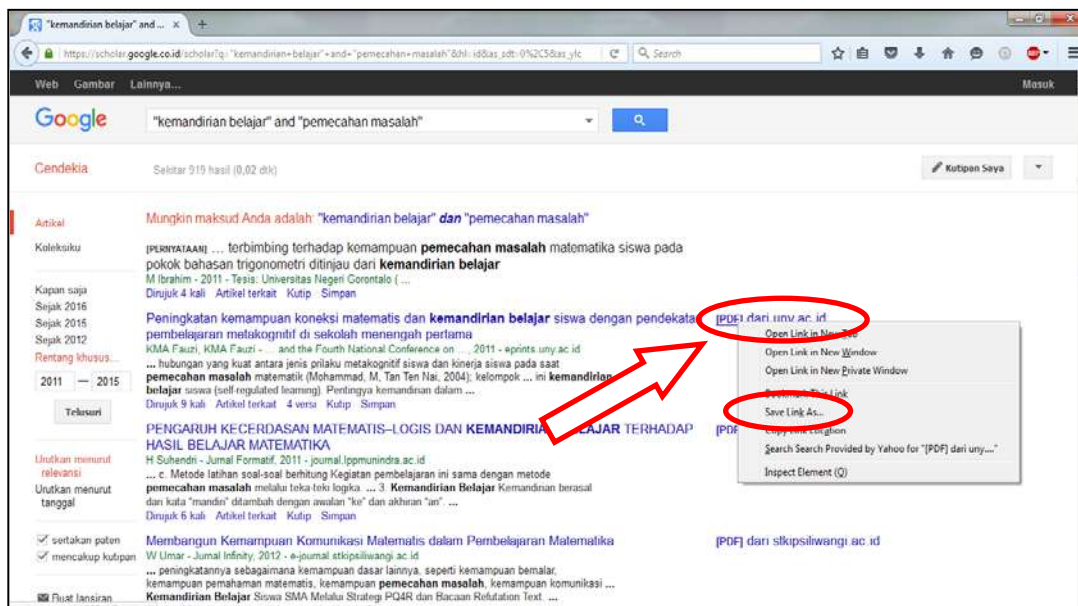 "kemandirian belajar" and ... x +
https://scholar.google.co.id/scholar?q="kemandirian+belajar"+and+"pemecahan+masalah"&hl=id&as_sdt=0%2C5&as_ylc
Search
Web Gambar Lainnya... Masuk
Google
"kemandirian belajar" and "pemecahan masalah"
Cendekia Sekitar 919 hasil (0,02 dtk) Kutipan Saya
Artikel
Koleksiku
Kapan saja
Sejak 2016
Sejak 2015
Sejak 2012
Rentang khusus...
2011 — 2015
Telusuri
Urutkan menurut
relevansi
Urutkan menurut
tanggal
sertakan paten
mencakup kutipan
Buat lansiran
Mungkin maksud Anda adalah: "kemandirian belajar" dan "pemecahan masalah"
[PERNYATAAN] ... terbimbing terhadap kemampuan pemecahan masalah matematika siswa pada
pokok bahasan trigonometri ditinjau dari kemandirian belajar
M Ibrahim - 2011 - Tesis: Universitas Negeri Gorontalo ( ...
Dirujuk 4 kali Artikel terkait Kutip Simpan
Peningkatan kemampuan koneksi matematis dan kemandirian belajar siswa dengan pendekata
pembelajaran metakognitif di sekolah menengah pertama
KMA Fauzi, KMA Fauzi - ... and the Fourth National Conference on ..., 2011 - eprints.uny.ac.id
... hubungan yang kuat antara jenis prilaku metakognitif siswa dan kinerja siswa pada saat
pemecahan masalah matematik (Mohammad, M, Tan Ten Nai, 2004); kelompok ... ini kemandirian
belajar siswa (self-regulated learning). Pentingya kemandirian dalam ...
Dirujuk 9 kali Artikel terkait 4 versi Kutip Simpan
[PDF] dari uny.ac.id
Open Link in New Tab
Open Link in New Window
Open Link in New Private Window
Bookmark This Link
Save Link As...
Copy Link Location
Search Search Provided by Yahoo for "[PDF] dari uny...."
Inspect Element (Q)
PENGARUH KECERDASAN MATEMATIS–LOGIS DAN KEMANDIRIAN BELAJAR TERHADAP
HASIL BELAJAR MATEMATIKA
[PDF]
H Suhendri - Jurnal Formatif, 2011 - journal.lppmunindra.ac.id
... c. Metode latihan soal-soal berhitung Kegiatan pembelajaran ini sama dengan metode
pemecahan masalah melalui teka-teki logika. ... 3. Kemandirian Belajar Kemandirian berasal
dari kata "mandiri" ditambah dengan awalan "ke" dan akhiran "an". ...
Dirujuk 6 kali Artikel terkait Kutip Simpan
Membangun Kemampuan Komunikasi Matematis dalam Pembelajaran Matematika
[PDF] dari stkipsiliwangi.ac.id
W Umar - Jurnal Infinity, 2012 - e-journal.stkipsiliwangi.ac.id
... peningkatannya sebagaimana kemampuan dasar lainnya, seperti kemampuan bernalar,
kemampuan pemahaman matematis, kemampuan pemecahan masalah, kemampuan komunikasi ...
Kemandirian Belajar Siswa SMA Melalui Strategi PQ4R dan Bacaan Refutation Text. ...